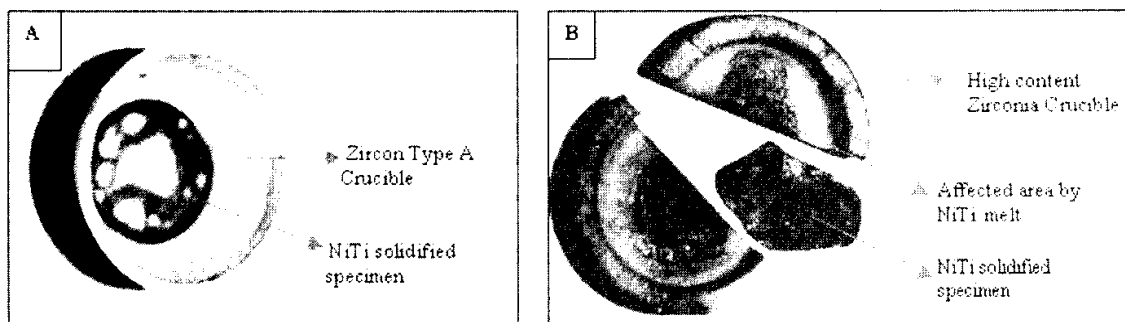 A
Zircon Type A
Crucible
NiTi solidified
specimen
B
High content
Zirconia Crucible
Affected area by
NiTi melt
NiTi solidified
specimen